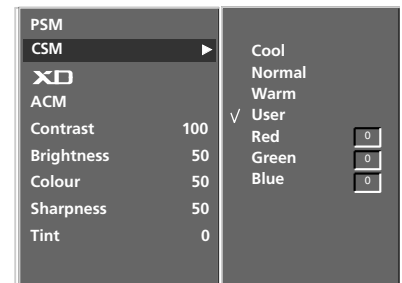 PSM
CSM
XD
ACM
Contrast 100
Brightness 50
Colour 50
Sharpness 50
Tint 0
Cool
Normal
Warm
√ User
Red 0
Green 0
Blue 0